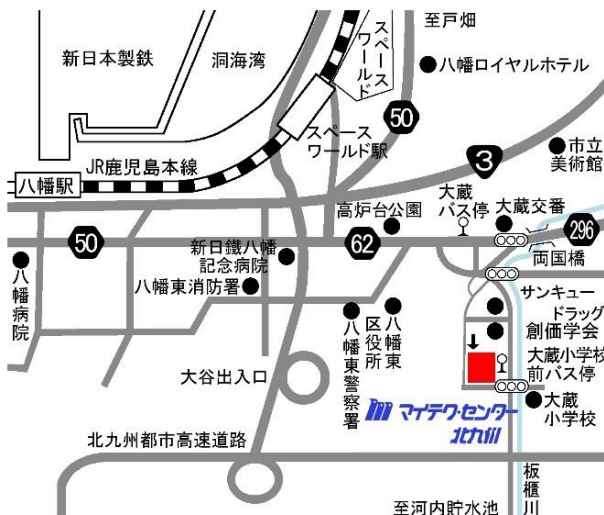 至戸畑
新日本製鉄
洞海湾
スペース
ワールド
八幡ロイヤルホテル
50
スペース
ワールド駅
3
市立
美術館
JR鹿児島本線
八幡駅
大蔵
バス停
大蔵交番
高炉台公園
296
50
62
新日鐵八幡
記念病院
両国橋
八幡病院
八幡東消防署
サンキュー
ドラッグ
創価学会
八幡東警察署
八幡東
区役所
大谷出入口
大蔵小学校
前バス停
マイテク・センター
北九州
大蔵
小学校
北九州都市高速道路
板櫃川
至河内貯水池